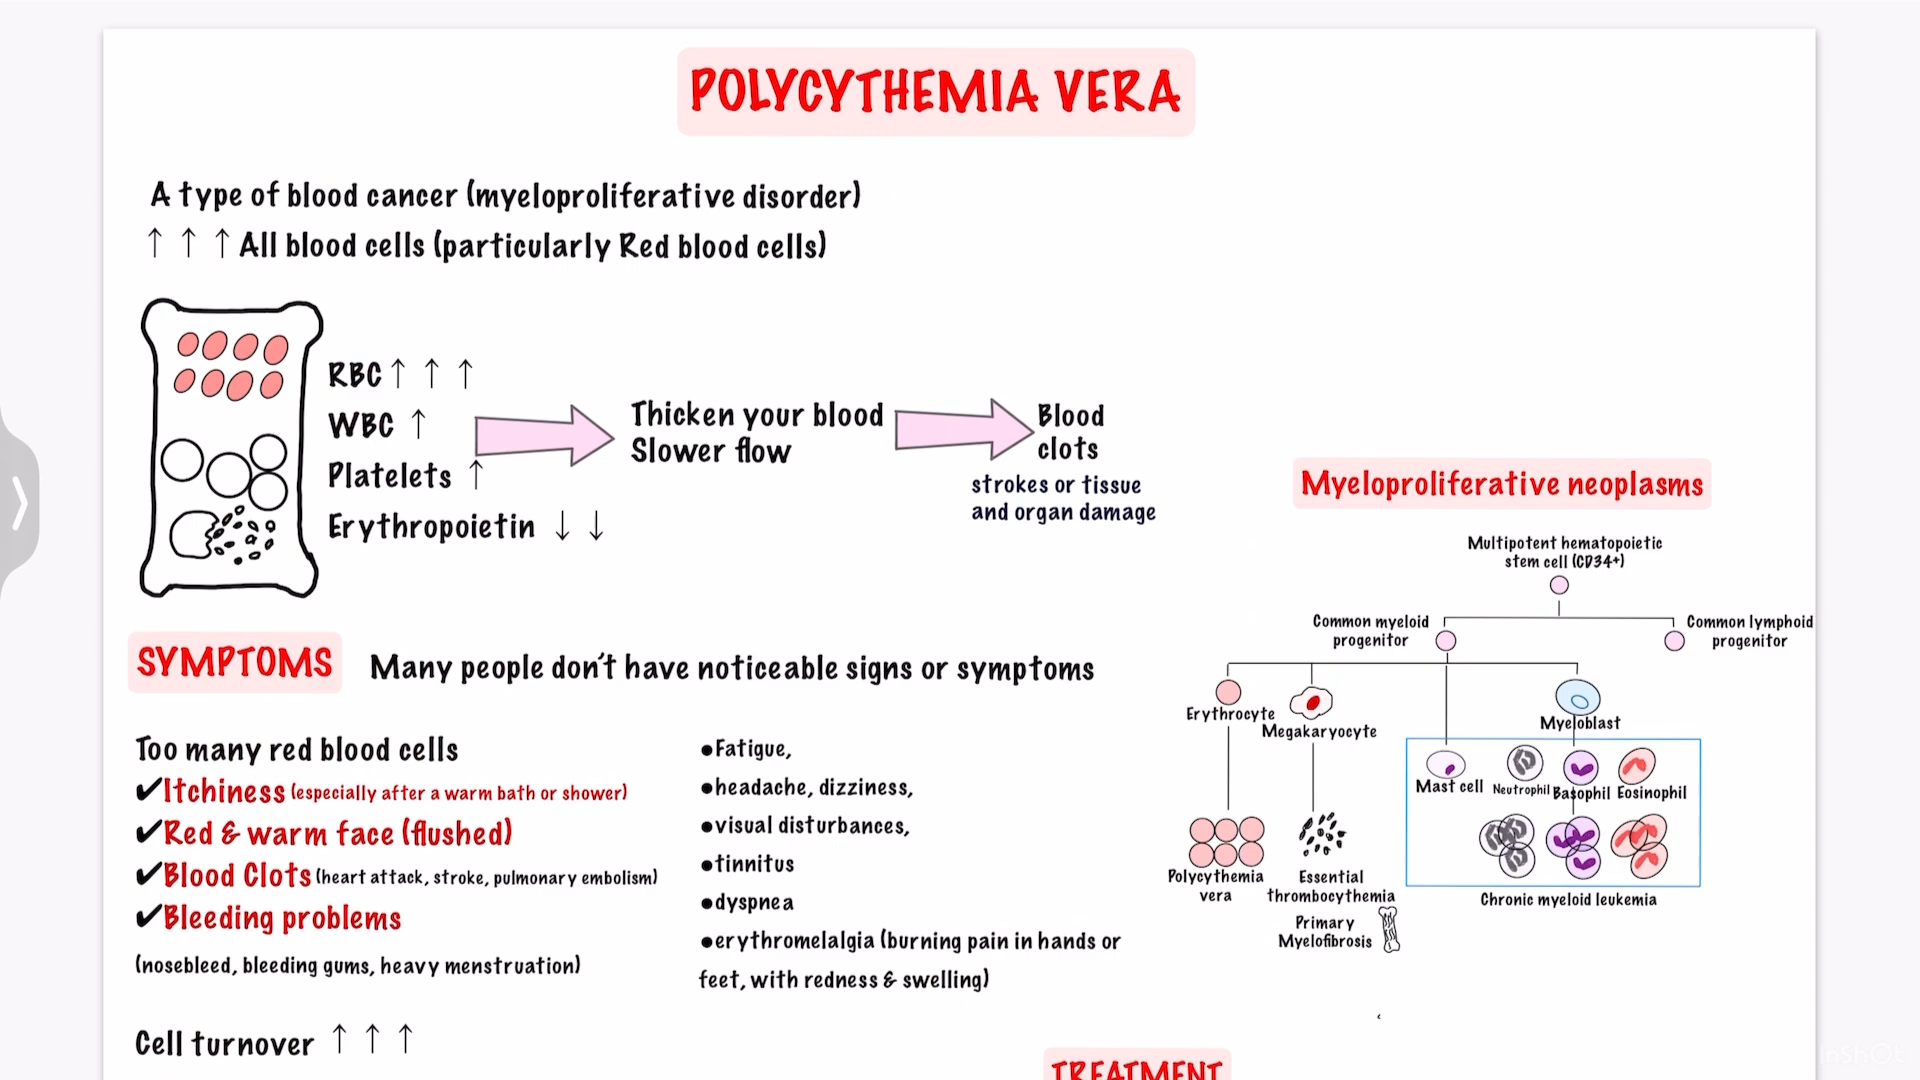 POLYCYTHEMIA VERA
A type of blood cancer (myeloproliferative disorder)
↑ ↑ ↑ All blood cells (particularly Red blood cells)
RBC ↑ ↑ ↑
WBC ↑
Platelets ↑
Erythropoietin ↓ ↓
Thicken your blood
Slower flow
Blood
clots
strokes or tissue
and organ damage
Myeloproliferative neoplasms
Multipotent hematopoietic
stem cell (CD34+)
Common myeloid
progenitor
Common lymphoid
progenitor
Erythrocyte
Megakaryocyte
Myeloblast
Mast cell
Neutrophil
Basophil
Eosinophil
Polycythemia
vera
Essential
thrombocythemia
Primary
Myelofibrosis
Chronic myeloid leukemia
SYMPTOMS
Many people don't have noticeable signs or symptoms
Too many red blood cells
✔Itchiness (especially after a warm bath or shower)
✔Red & warm face (flushed)
✔Blood Clots (heart attack, stroke, pulmonary embolism)
✔Bleeding problems
(nosebleed, bleeding gums, heavy menstruation)
Cell turnover ↑ ↑ ↑
•Fatigue,
•headache, dizziness,
•visual disturbances,
•tinnitus
•dyspnea
•erythromelalgia (burning pain in hands or
feet, with redness & swelling)
TREATMENT
InShOt